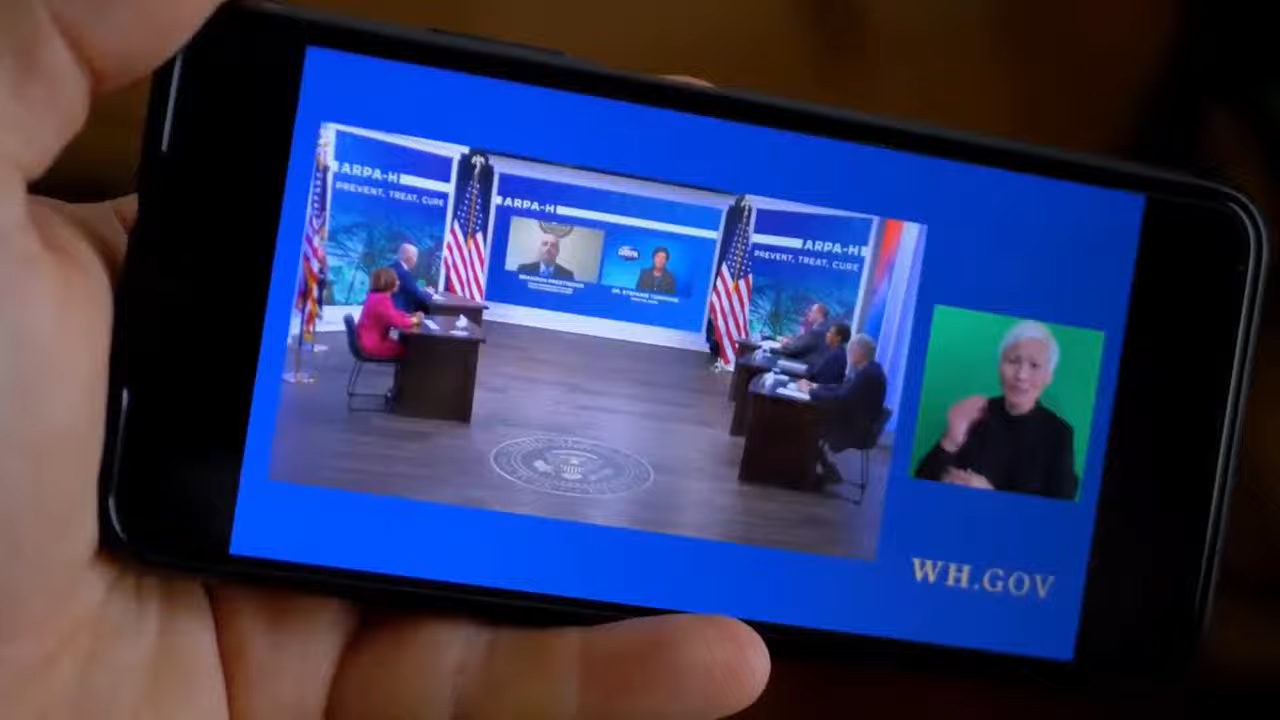 ARPA-H
PREVENT, TREAT, CURE
ARPA-H
ARPA-H
PREVENT, TREAT, CURE
WH.GOV